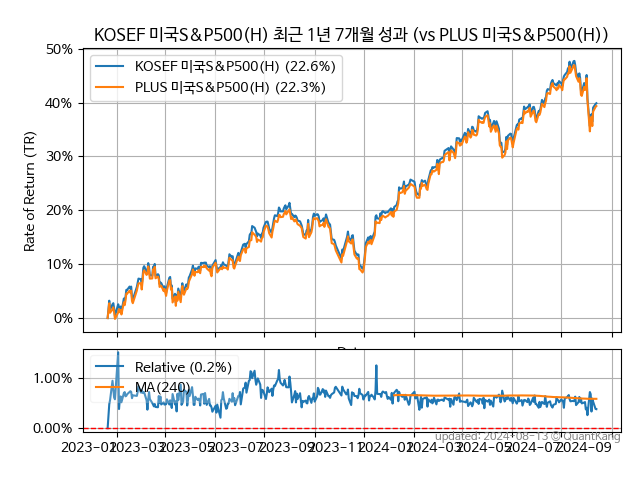 KOSEF 미국S&P500(H) 최근 1년 7개월 성과 (vs PLUS 미국S&P500(H))
50%
40%
30%
20%
10%
0%
Rate of Return (TR)
KOSEF 미국S&P500(H) (22.6%)
PLUS 미국S&P500(H) (22.3%)
1.00%
0.00%
Relative (0.2%)
MA(240)
2023-01
2023-03
2023-05
2023-07
2023-09
2023-11
2024-01
2024-03
2024-05
2024-07
2024-09
updated: 2024-08-13 © QuantKang